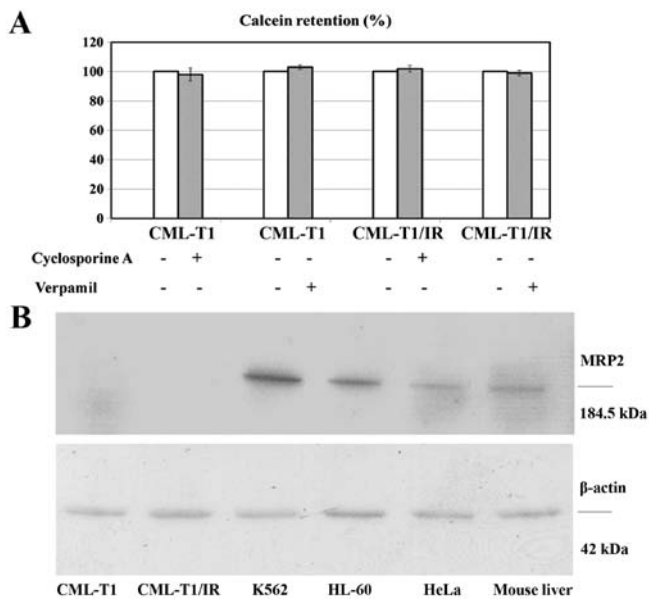 A
Calcein retention (%)
120
100
80
60
40
20
0
CML-T1 CML-T1 CML-T1/IR CML-T1/IR
Cyclosporine A - + - - - + - -
Verpamil - - - + - - - +
B
MRP2
184.5 kDa
β-actin
42 kDa
CML-T1 CML-T1/IR K562 HL-60 HeLa Mouse liver